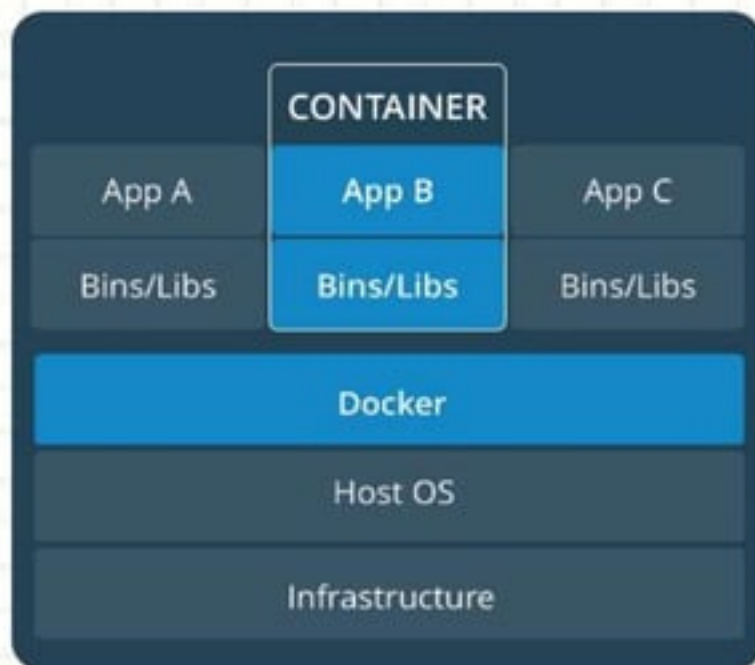 CONTAINER
App A App B App C
Bins/Libs Bins/Libs Bins/Libs
Docker
Host OS
Infrastructure